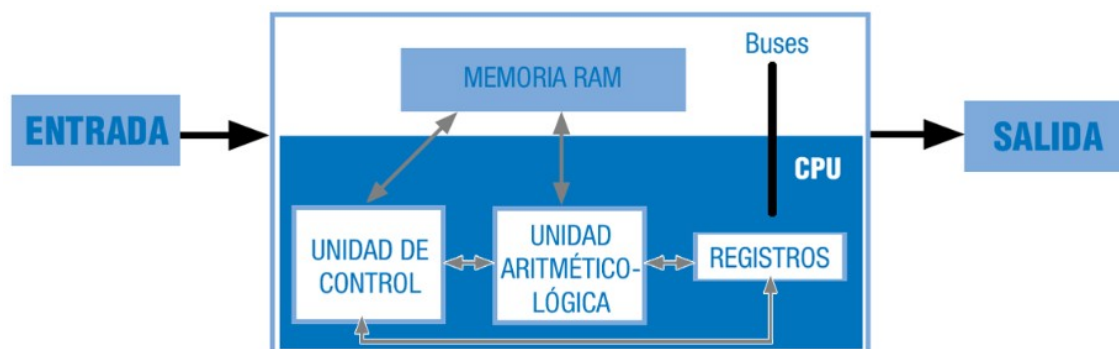 Buses
MEMORIA RAM
ENTRADA
SALIDA
CPU
UNIDAD DE
CONTROL
UNIDAD
ARITMÉTICO-
LÓGICA
REGISTROS